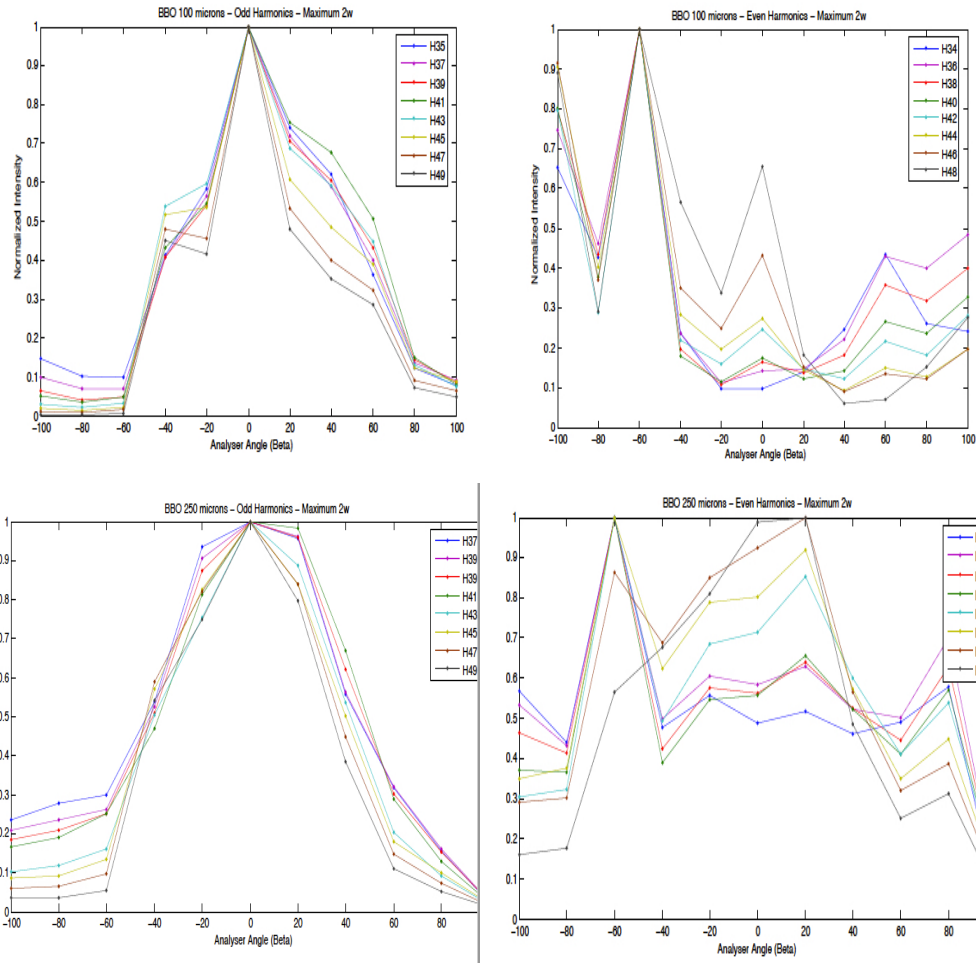 BBO 100 microns – Odd Harmonics – Maximum 2w
Normalized Intensity
1
0.9
0.8
0.7
0.6
0.5
0.4
0.3
0.2
0.1
0
−100 −80 −60 −40 −20 0 20 40 60 80 100
Analyser Angle (Beta)
H35
H37
H39
H41
H43
H45
H47
H49
BBO 100 microns – Even Harmonics – Maximum 2w
Normalized Intensity
1
0.9
0.8
0.7
0.6
0.5
0.4
0.3
0.2
0.1
0
−100 −80 −60 −40 −20 0 20 40 60 80 100
Analyser Angle (Beta)
H34
H36
H38
H40
H42
H44
H46
H48
BBO 250 microns – Odd Harmonics – Maximum 2w
1
0.9
0.8
0.7
0.6
0.5
0.4
0.3
0.2
0.1
0
−100 −80 −60 −40 −20 0 20 40 60 80
Analyser Angle (Beta)
H37
H39
H39
H41
H43
H45
H47
H49
BBO 250 microns – Even Harmonics – Maximum 2w
1
0.9
0.8
0.7
0.6
0.5
0.4
0.3
0.2
0.1
0
−100 −80 −60 −40 −20 0 20 40 60 80
Analyser Angle (Beta)